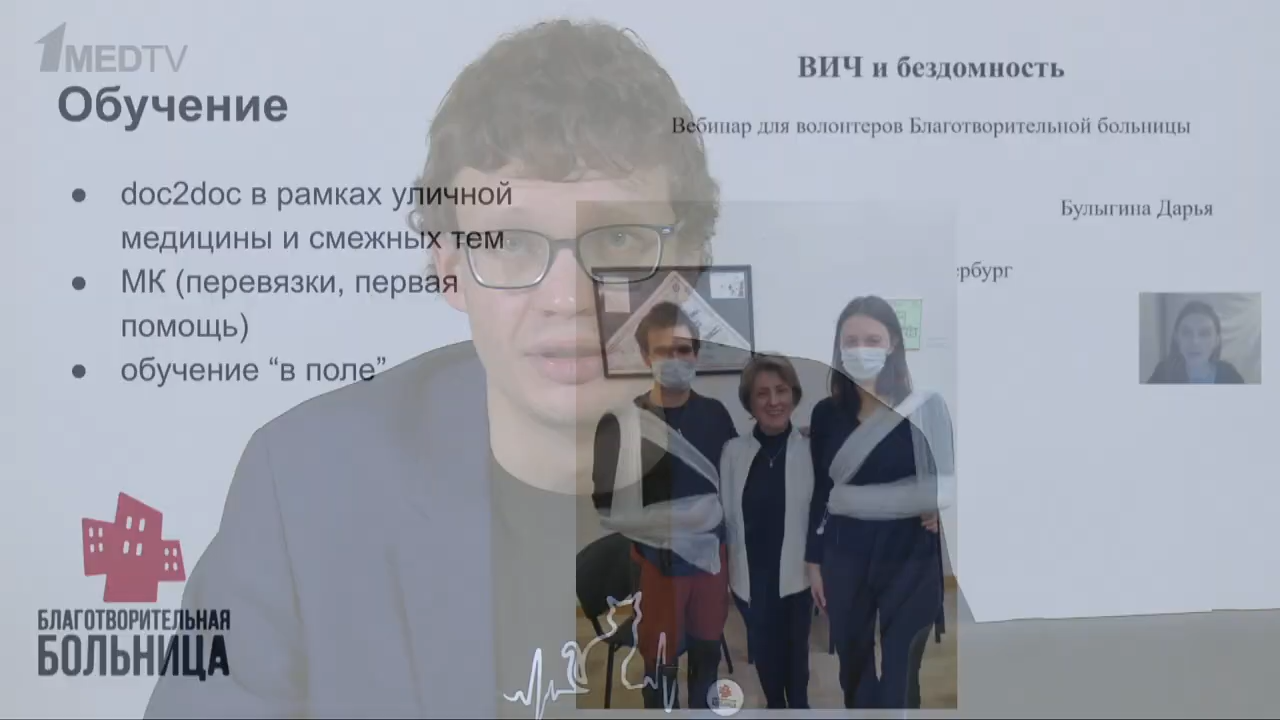 1MEDTV
Обучение
● doc2doc в рамках уличной
медицины и смежных тем
● МК (перевязки, первая
помощь)
● обучение “в поле”
ВИЧ и бездомность
Вебинар для волонтеров Благотворительной больницы
Булыгина Дарья
БЛАГОТВОРИТЕЛЬНАЯ
БОЛЬНИЦА